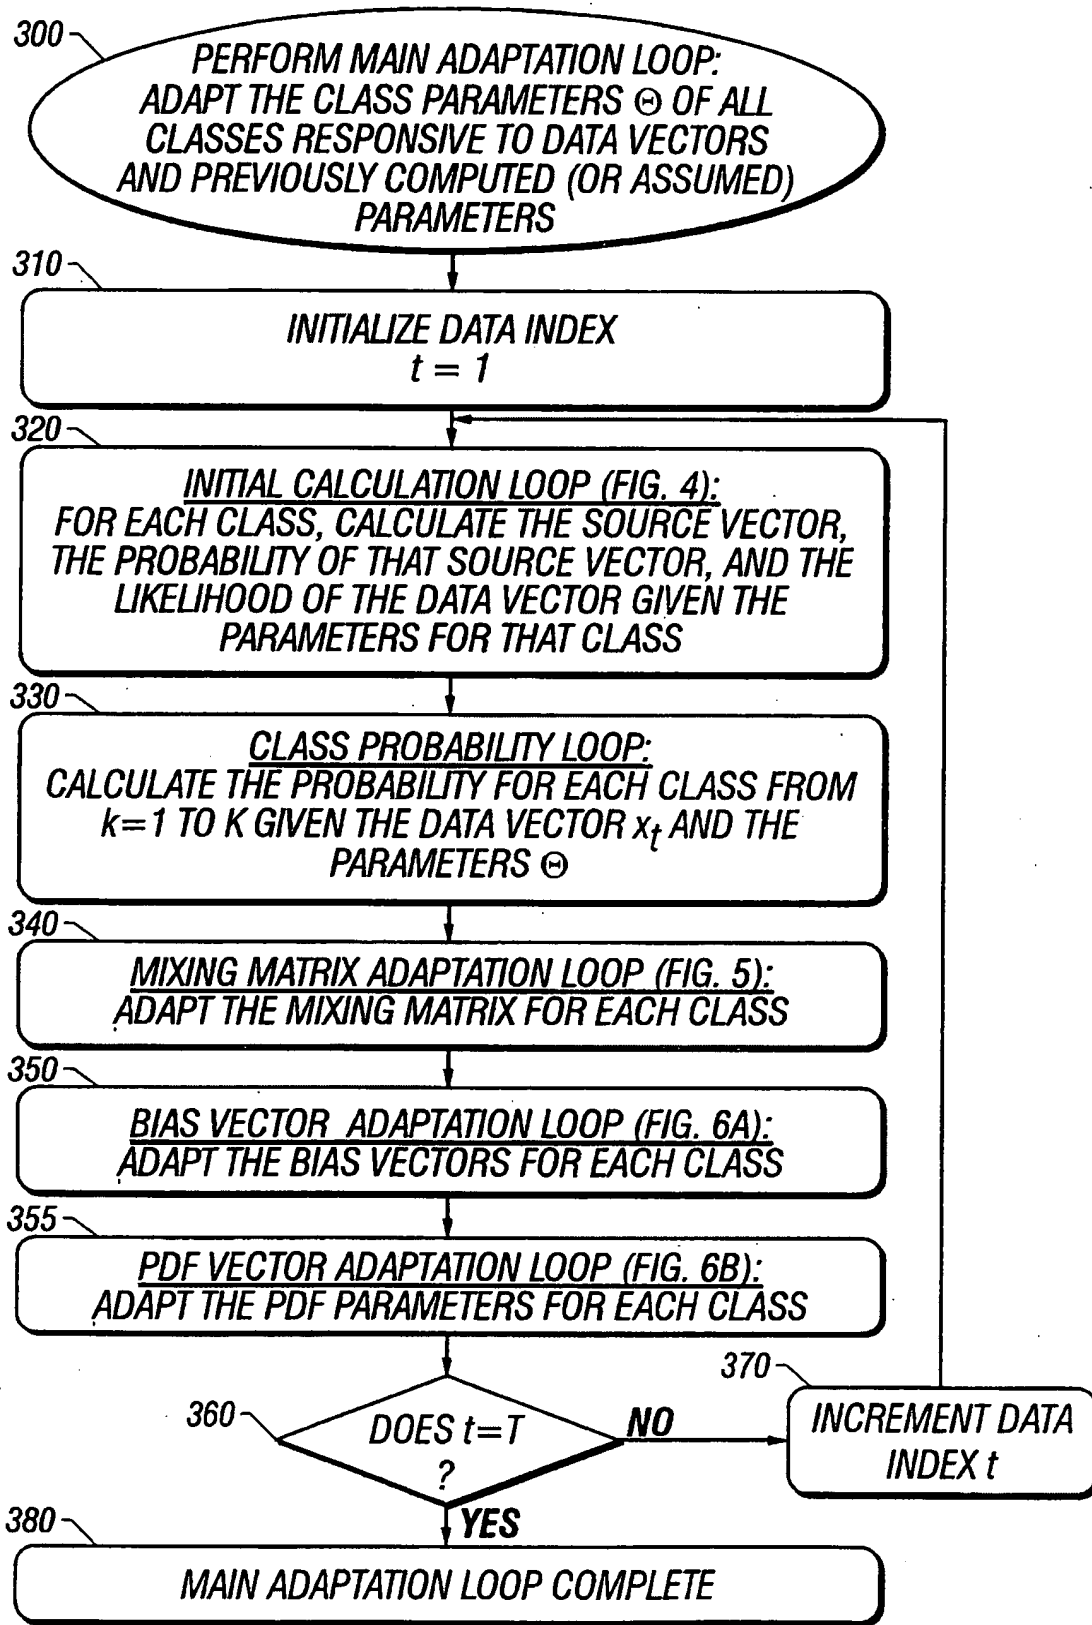 300
PERFORM MAIN ADAPTATION LOOP:
ADAPT THE CLASS PARAMETERS Θ OF ALL
CLASSES RESPONSIVE TO DATA VECTORS
AND PREVIOUSLY COMPUTED (OR ASSUMED)
PARAMETERS
310
INITIALIZE DATA INDEX
t = 1
320
INITIAL CALCULATION LOOP (FIG. 4):
FOR EACH CLASS, CALCULATE THE SOURCE VECTOR,
THE PROBABILITY OF THAT SOURCE VECTOR, AND THE
LIKELIHOOD OF THE DATA VECTOR GIVEN THE
PARAMETERS FOR THAT CLASS
330
CLASS PROBABILITY LOOP:
CALCULATE THE PROBABILITY FOR EACH CLASS FROM
k=1 TO K GIVEN THE DATA VECTOR xₜ AND THE
PARAMETERS Θ
340
MIXING MATRIX ADAPTATION LOOP (FIG. 5):
ADAPT THE MIXING MATRIX FOR EACH CLASS
350
BIAS VECTOR ADAPTATION LOOP (FIG. 6A):
ADAPT THE BIAS VECTORS FOR EACH CLASS
355
PDF VECTOR ADAPTATION LOOP (FIG. 6B):
ADAPT THE PDF PARAMETERS FOR EACH CLASS
360
DOES t=T
?
NO
370
INCREMENT DATA
INDEX t
YES
380
MAIN ADAPTATION LOOP COMPLETE